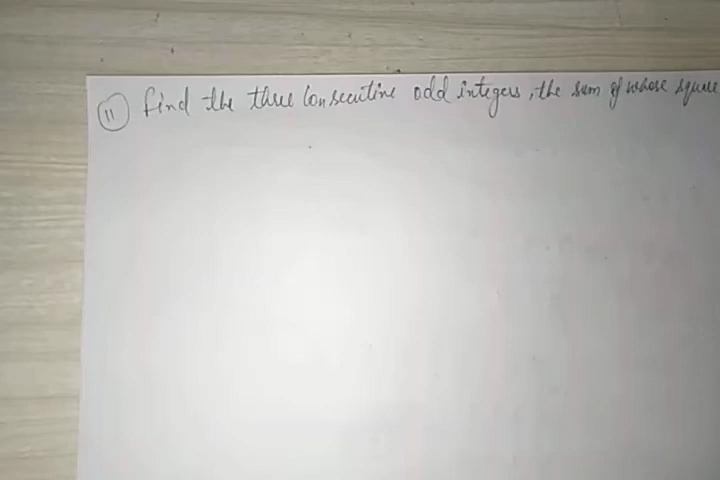 (11) Find the three Consecutive odd integers, the sum of whose square